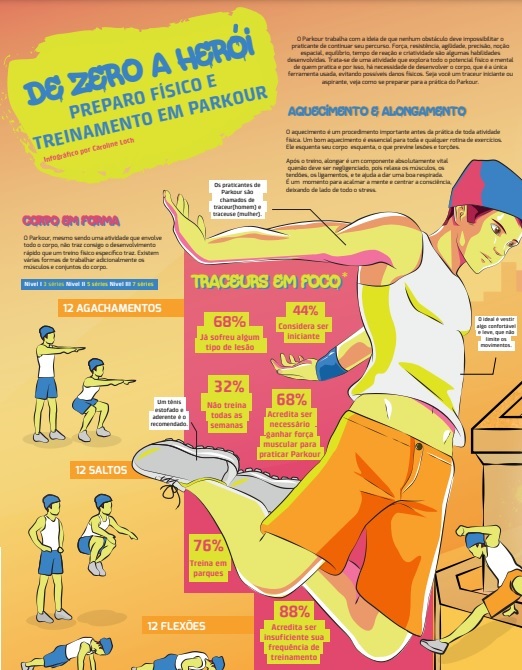 DE ZERO A HERÓI
PREPARO FÍSICO E
TREINAMENTO EM PARKOUR
Infográfico por Caroline Loth
O Parkour trabalha com a ideia de que nenhum obstáculo deve impossibilitar o
praticante de continuar seu percurso. Força, resistência, agilidade, precisão, noção
espacial, equilíbrio, tempo de reação e criatividade são algumas habilidades
desenvolvidas. Trata-se de uma atividade que explora todo o potencial físico e mental
de quem pratica e por isso, há necessidade de desenvolver o corpo, que é a única
ferramenta usada, evitando possíveis danos físicos. Seja você um traceur iniciante ou
aspirante, veja como se preparar para a prática do Parkour.
AQUECIMENTO & ALONGAMENTO
O aquecimento é um procedimento importante antes da prática de toda atividade
física. Um bom aquecimento é essencial para toda e qualquer rotina de exercícios.
Ele esquenta seu corpo esquenta, o que previne lesões e torções.
Após o treino, alongar é um componente absolutamente vital
que não deve ser negligenciado, pois relaxa os músculos, os
tendões, os ligamentos, e te ajuda a dar uma boa respirada.
É um momento para acalmar a mente e centrar a consciência,
deixando de lado de todo o stress.
Os praticantes de
Parkour são
chamados de
traceur(homem) e
traceuse (mulher).
CORPO EM FORMA
O Parkour, mesmo sendo uma atividade que envolve
todo o corpo, não traz consigo o desenvolvimento
rápido que um treino físico específico traz. Existem
várias formas de trabalhar adicionalmente os
músculos e conjuntos do corpo.
Nível I 3 séries Nível II 5 séries Nível III 7 séries
12 AGACHAMENTOS
TRACEURS EM FOCO*
68%
Já sofreu algum
tipo de lesão
44%
Considera ser
iniciante
O ideal é vestir
algo confortável
e leve, que não
limite os
movimentos.
32%
Não treina
todas as
semanas
68%
Acredita ser
necessário
ganhar força
muscular para
praticar Parkour
Um tênis
estofado e
aderente é o
recomendado.
12 SALTOS
76%
Treina em
parques
12 FLEXÕES
88%
Acredita ser
insuficiente sua
frequência de
treinamento